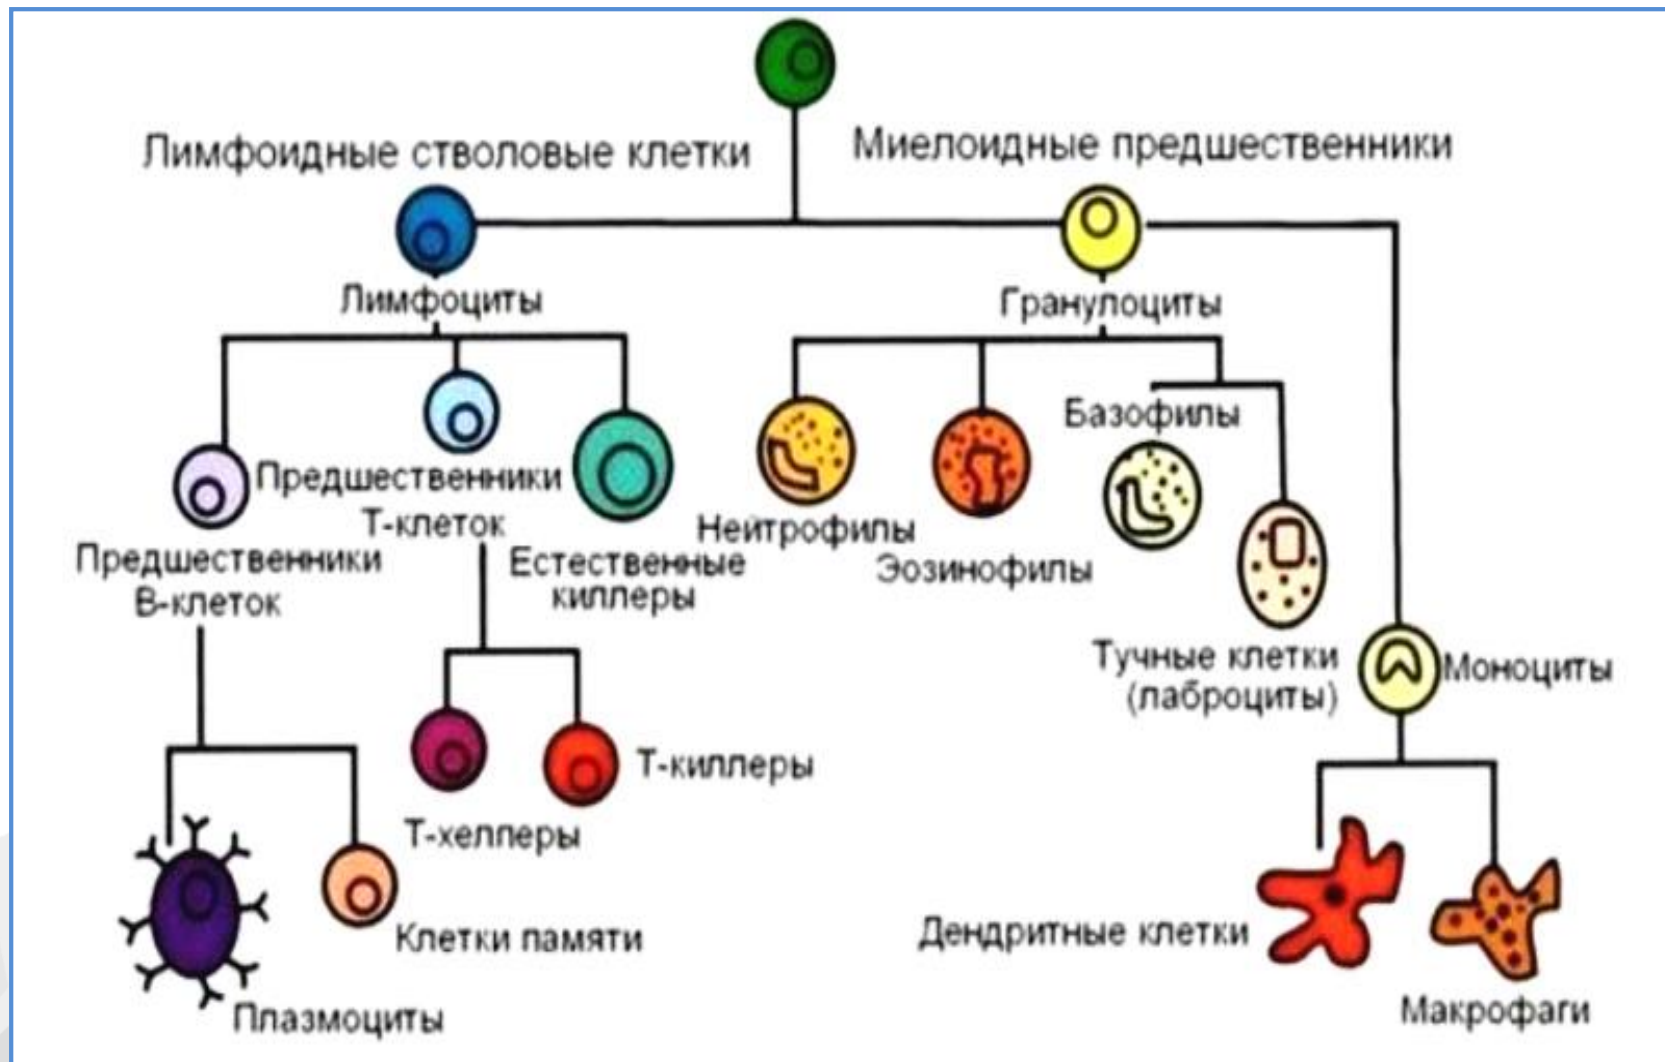 Лимфоидные стволовые клетки
Миелоидные предшественники
Лимфоциты
Гранулоциты
Базофилы
Предшественники
Т-клеток
Нейтрофилы
Эозинофилы
Естественные
киллеры
Предшественники
В-клеток
Тучные клетки
(лаброциты)
Моноциты
Т-киллеры
Т-хелперы
Клетки памяти
Дендритные клетки
Плазмоциты
Макрофаги